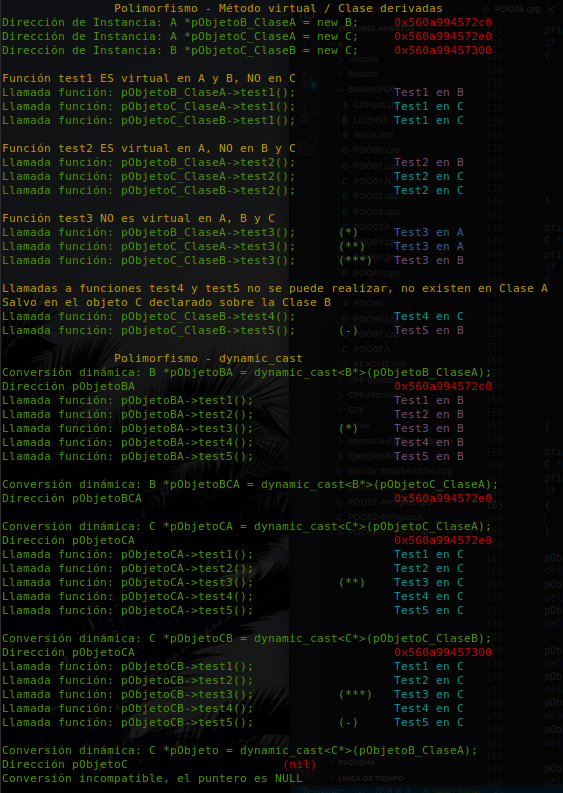 Polimorfismo - Método virtual / Clase derivadas
Dirección de Instancia: A *pObjetoB_ClaseA = new B; 0x560a994572c0
Dirección de Instancia: A *pObjetoC_ClaseA = new C; 0x560a994572e0
Dirección de Instancia: B *pObjetoC_ClaseB = new C; 0x560a99457300
Función test1 ES virtual en A y B, NO en C
Llamada función: pObjetoB_ClaseA->test1(); Test1 en B
Llamada función: pObjetoC_ClaseA->test1(); Test1 en C
Llamada función: pObjetoC_ClaseB->test1(); Test1 en C
Función test2 ES virtual en A, NO en B y C
Llamada función: pObjetoB_ClaseA->test2(); Test2 en B
Llamada función: pObjetoC_ClaseA->test2(); Test2 en C
Llamada función: pObjetoC_ClaseB->test2(); Test2 en C
Función test3 NO es virtual en A, B y C
Llamada función: pObjetoB_ClaseA->test3(); (*) Test3 en A
Llamada función: pObjetoC_ClaseA->test3(); (**) Test3 en A
Llamada función: pObjetoC_ClaseB->test3(); (***) Test3 en B
Llamadas a funciones test4 y test5 no se puede realizar, no existen en Clase A
Salvo en el objeto C declarado sobre la Clase B
Llamada función: pObjetoC_ClaseB->test4(); Test4 en C
Llamada función: pObjetoC_ClaseB->test5(); (-) Test5 en B
Polimorfismo - dynamic_cast
Conversión dinámica: B *pObjetoBA = dynamic_cast<B*>(pObjetoB_ClaseA);
Dirección pObjetoBA 0x560a994572c0
Llamada función: pObjetoBA->test1(); Test1 en B
Llamada función: pObjetoBA->test2(); Test2 en B
Llamada función: pObjetoBA->test3(); (*) Test3 en B
Llamada función: pObjetoBA->test4(); Test4 en B
Llamada función: pObjetoBA->test5(); Test5 en B
Conversión dinámica: B *pObjetoBCA = dynamic_cast<B*>(pObjetoC_ClaseA);
Dirección pObjetoBCA 0x560a994572e0
Conversión dinámica: C *pObjetoCA = dynamic_cast<C*>(pObjetoC_ClaseA);
Dirección pObjetoCA 0x560a994572e0
Llamada función: pObjetoCA->test1(); Test1 en C
Llamada función: pObjetoCA->test2(); Test2 en C
Llamada función: pObjetoCA->test3(); (**) Test3 en C
Llamada función: pObjetoCA->test4(); Test4 en C
Llamada función: pObjetoCA->test5(); Test5 en C
Conversión dinámica: C *pObjetoCB = dynamic_cast<C*>(pObjetoC_ClaseB);
Dirección pObjetoCA 0x560a99457300
Llamada función: pObjetoCB->test1(); Test1 en C
Llamada función: pObjetoCB->test2(); Test2 en C
Llamada función: pObjetoCB->test3(); (***) Test3 en C
Llamada función: pObjetoCB->test4(); Test4 en C
Llamada función: pObjetoCB->test5(); (-) Test5 en C
Conversión dinámica: C *pObjeto = dynamic_cast<C*>(pObjetoB_ClaseA);
Dirección pObjetoC (nil)
Conversión incompatible, el puntero es NULL
ESQUEMA
LÍNEA DE TIEMPO